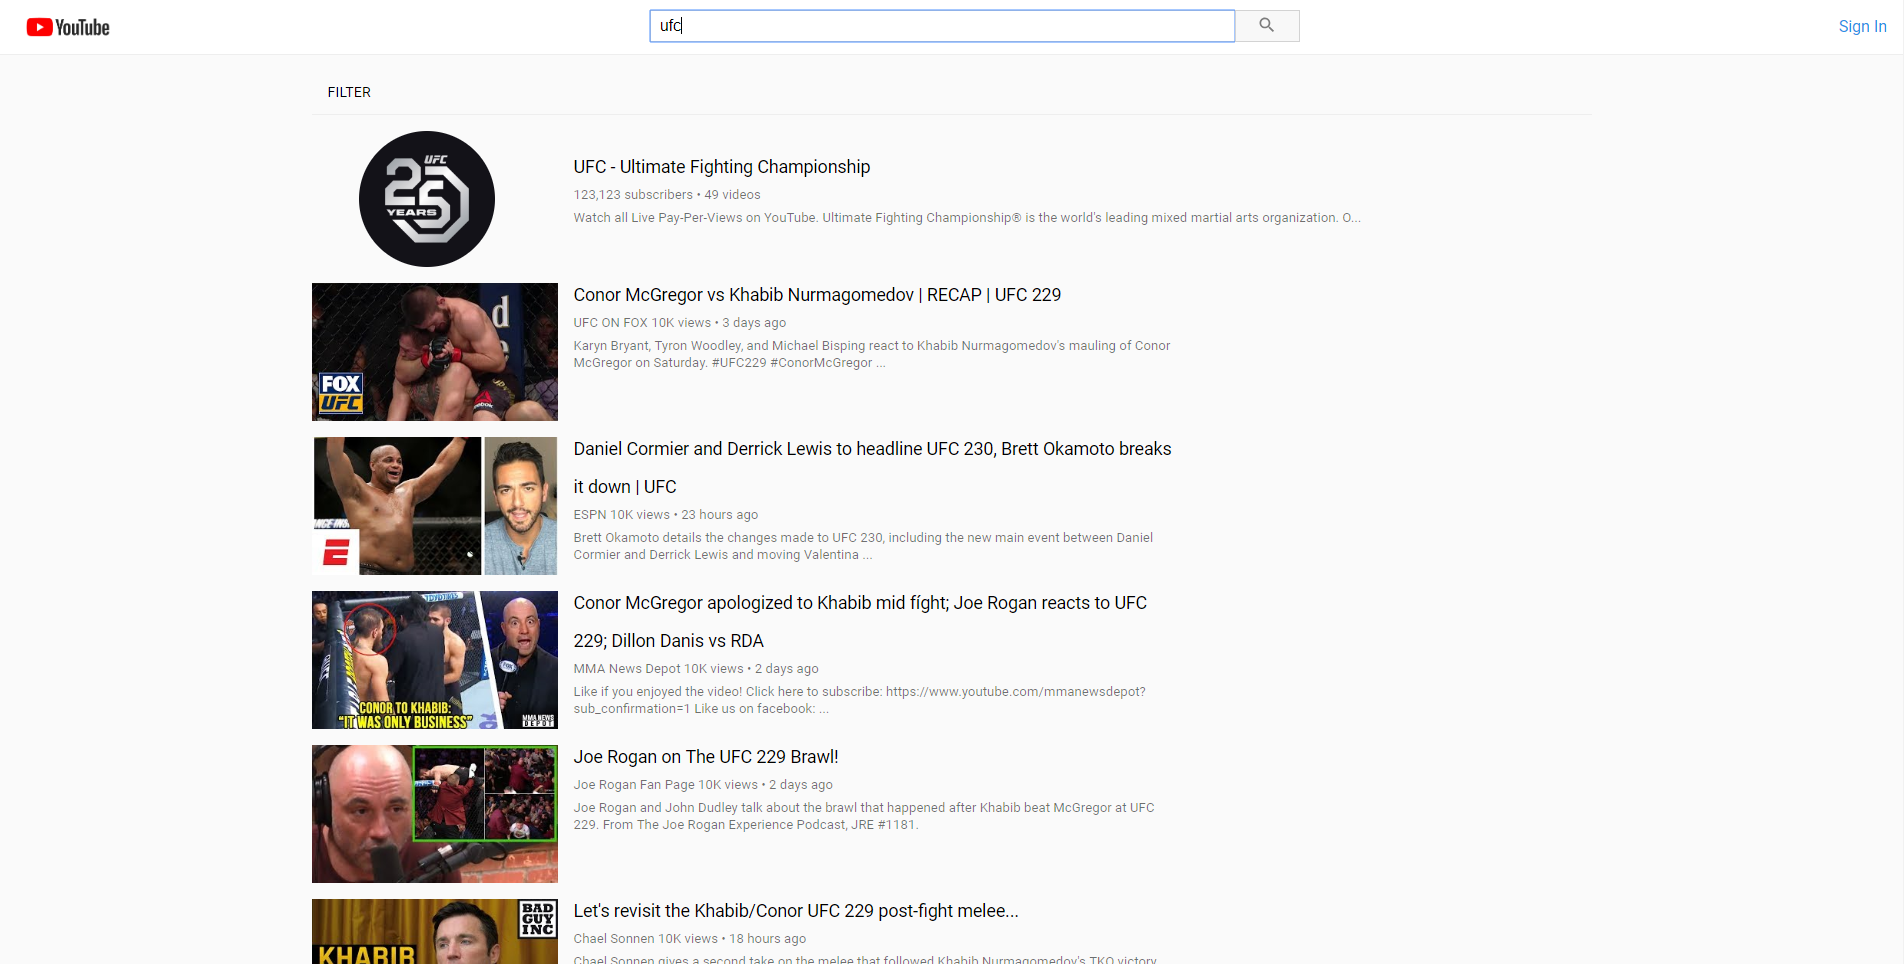 YouTube
ufc
Sign In
FILTER
UFC
25
YEARS
UFC - Ultimate Fighting Championship
123,123 subscribers • 49 videos
Watch all Live Pay-Per-Views on YouTube. Ultimate Fighting Championship® is the world's leading mixed martial arts organization. O...
FOX
UFC
Conor McGregor vs Khabib Nurmagomedov | RECAP | UFC 229
UFC ON FOX 10K views • 3 days ago
Karyn Bryant, Tyron Woodley, and Michael Bisping react to Khabib Nurmagomedov's mauling of Conor
McGregor on Saturday. #UFC229 #ConorMcGregor ...
E
Daniel Cormier and Derrick Lewis to headline UFC 230, Brett Okamoto breaks
it down | UFC
ESPN 10K views • 23 hours ago
Brett Okamoto details the changes made to UFC 230, including the new main event between Daniel
Cormier and Derrick Lewis and moving Valentina ...
FOX
CONOR TO KHABIB:
"IT WAS ONLY BUSINESS"
MMA NEWS
DEPOT
Conor McGregor apologized to Khabib mid fíght; Joe Rogan reacts to UFC
229; Dillon Danis vs RDA
MMA News Depot 10K views • 2 days ago
Like if you enjoyed the video! Click here to subscribe: https://www.youtube.com/mmanewsdepot?
sub_confirmation=1 Like us on facebook: ...
Joe Rogan on The UFC 229 Brawl!
Joe Rogan Fan Page 10K views • 2 days ago
Joe Rogan and John Dudley talk about the brawl that happened after Khabib beat McGregor at UFC
229. From The Joe Rogan Experience Podcast, JRE #1181.
BAD
GUY
INC
KHABIB
Let's revisit the Khabib/Conor UFC 229 post-fight melee...
Chael Sonnen 10K views • 18 hours ago
Chael Sonnen gives a second take on the melee that followed Khabib Nurmagomedov's TKO victory